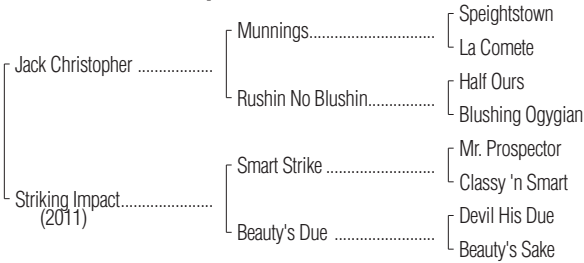 Speightstown
Munnings........................
La Comete
Jack Christopher .................
Half Ours
Rushin No Blushin...............
Blushing Ogygian
Mr. Prospector
Smart Strike ........................
Classy 'n Smart
Striking Impact.....................
(2011)
Devil His Due
Beauty's Due ......................
Beauty's Sake